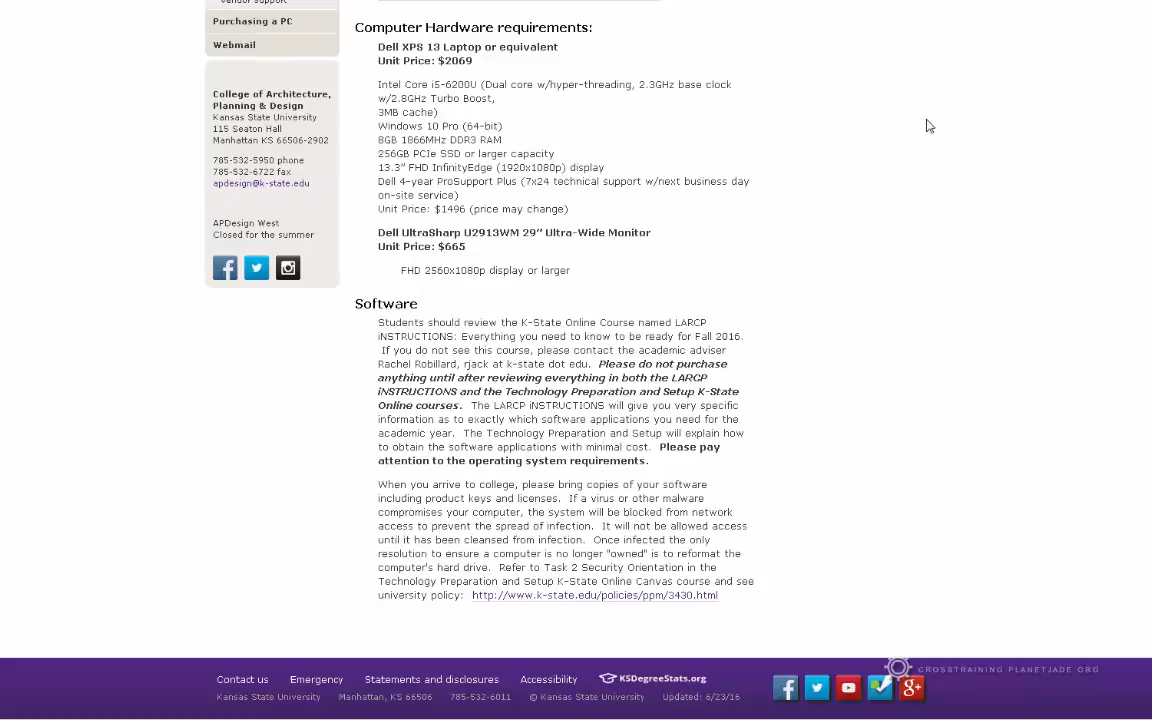 Vendor support
Purchasing a PC
Webmail
College of Architecture,
Planning & Design
Kansas State University
115 Seaton Hall
Manhattan KS 66506-2902
785-532-5950 phone
785-532-6722 fax
apdesign@k-state.edu
APDesign West
Closed for the summer
Computer Hardware requirements:
Dell XPS 13 Laptop or equivalent
Unit Price: $2069
Intel Core i5-6200U (Dual core w/hyper-threading, 2.3GHz base clock
w/2.8GHz Turbo Boost,
3MB cache)
Windows 10 Pro (64-bit)
8GB 1866MHz DDR3 RAM
256GB PCIe SSD or larger capacity
13.3" FHD InfinityEdge (1920x1080p) display
Dell 4-year ProSupport Plus (7x24 technical support w/next business day
on-site service)
Unit Price: $1496 (price may change)
Dell UltraSharp U2913WM 29" Ultra-Wide Monitor
Unit Price: $665
FHD 2560x1080p display or larger
Software
Students should review the K-State Online Course named LARCP
iNSTRUCTIONS: Everything you need to know to be ready for Fall 2016.
If you do not see this course, please contact the academic adviser
Rachel Robillard, rjack at k-state dot edu. Please do not purchase
anything until after reviewing everything in both the LARCP
iNSTRUCTIONS and the Technology Preparation and Setup K-State
Online courses. The LARCP iNSTRUCTIONS will give you very specific
information as to exactly which software applications you need for the
academic year. The Technology Preparation and Setup will explain how
to obtain the software applications with minimal cost. Please pay
attention to the operating system requirements.
When you arrive to college, please bring copies of your software
including product keys and licenses. If a virus or other malware
compromises your computer, the system will be blocked from network
access to prevent the spread of infection. It will not be allowed access
until it has been cleansed from infection. Once infected the only
resolution to ensure a computer is no longer "owned" is to reformat the
computer's hard drive. Refer to Task 2 Security Orientation in the
Technology Preparation and Setup K-State Online Canvas course and see
university policy: http://www.k-state.edu/policies/ppm/3430.html
CROSSTRAINING PLANETJADE ORG
Contact us Emergency Statements and disclosures Accessibility KSDegreeStats.org
Kansas State University Manhattan, KS 66506 785-532-6011 © Kansas State University Updated: 6/23/16